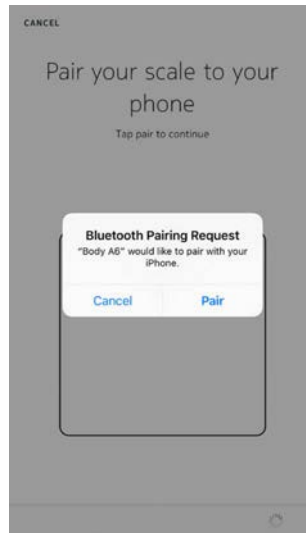 CANCEL
Pair your scale to your
phone
Tap pair to continue
Bluetooth Pairing Request
“Body A6” would like to pair with your
iPhone.
Cancel Pair